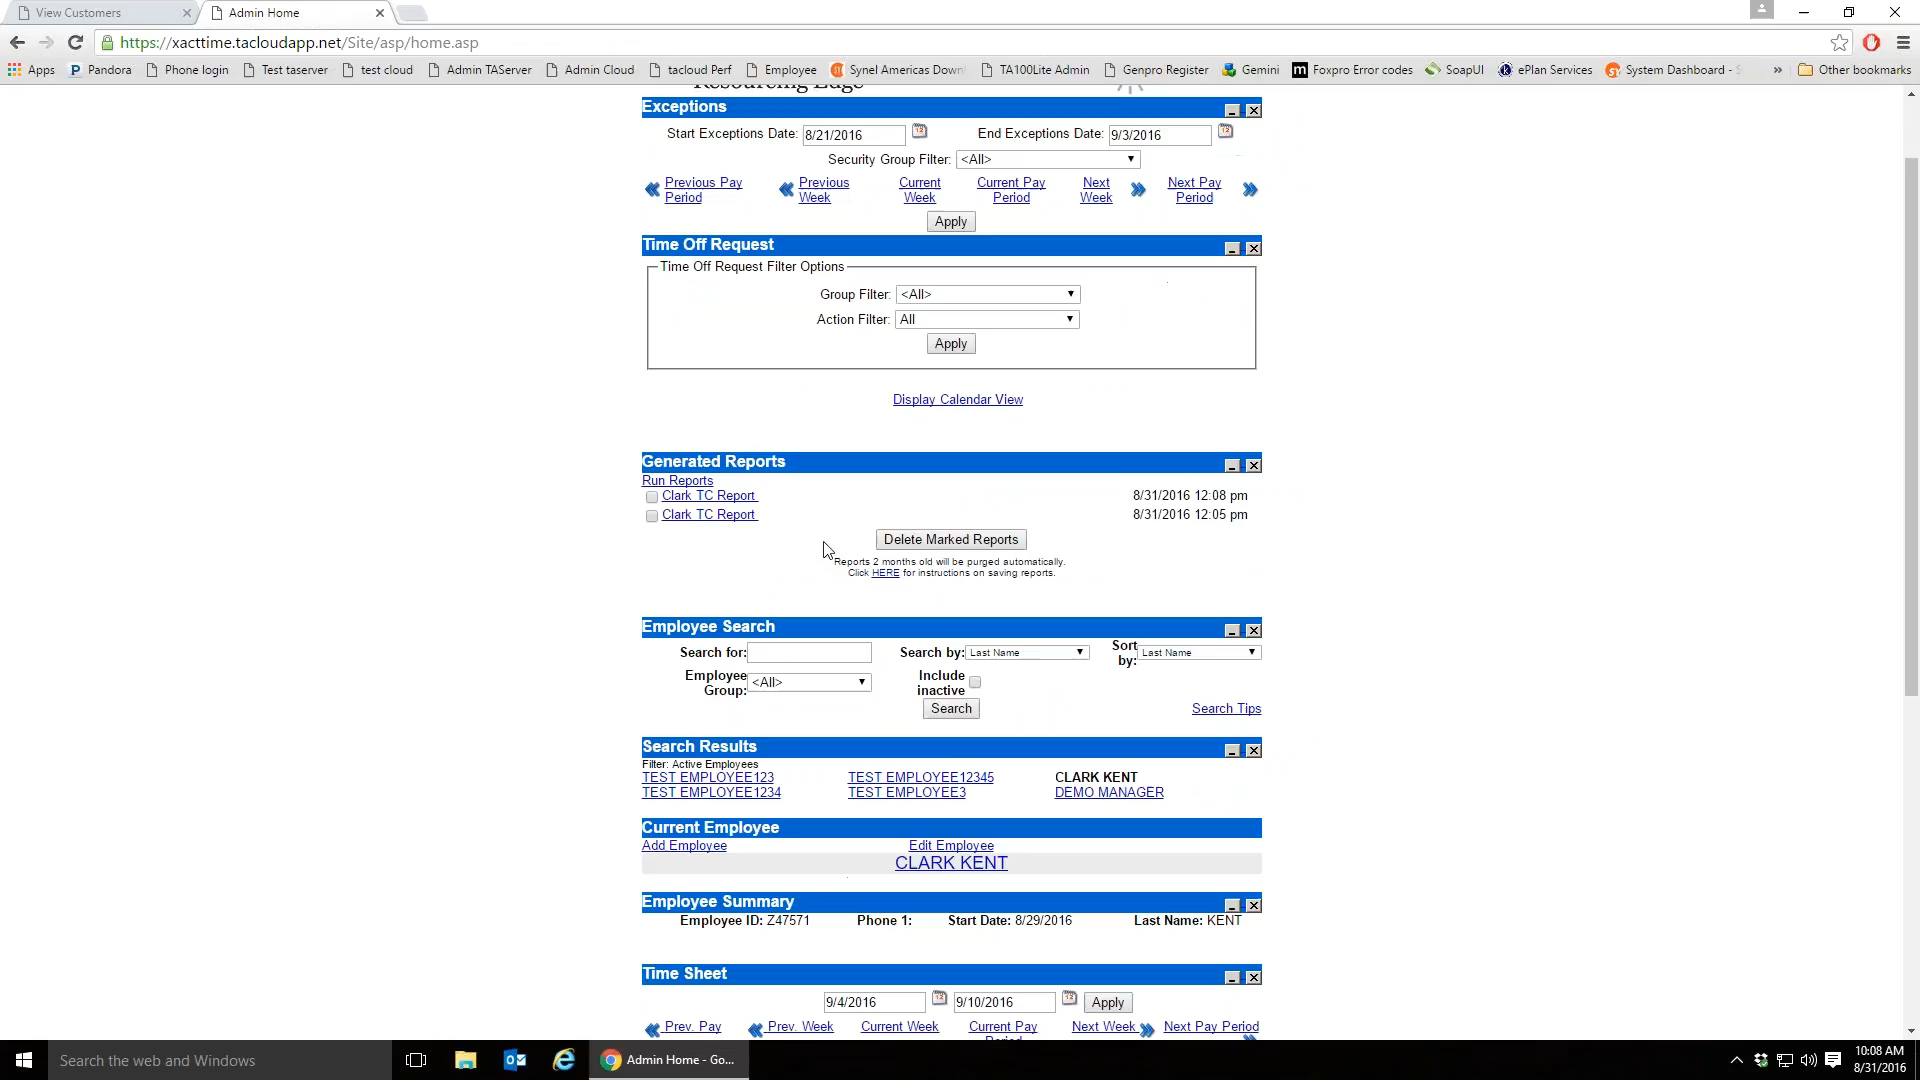 View Customers
Admin Home
https://xacttime.tacloudapp.net/Site/asp/home.asp
Apps Pandora Phone login Test taserver test cloud Admin TAServer Admin Cloud tacloud Perf Employee Synel Americas Down TA100Lite Admin Genpro Register Gemini Foxpro Error codes SoapUI ePlan Services System Dashboard - S » Other bookmarks
Resourcing Edge
Exceptions
Start Exceptions Date: 8/21/2016 End Exceptions Date: 9/3/2016
Security Group Filter: <All>
Previous Pay Period Previous Week Current Week Current Pay Period Next Week Next Pay Period
Apply
Time Off Request
Time Off Request Filter Options
Group Filter: <All>
Action Filter: All
Apply
Display Calendar View
Generated Reports
Run Reports
Clark TC Report 8/31/2016 12:08 pm
Clark TC Report 8/31/2016 12:05 pm
Delete Marked Reports
Reports 2 months old will be purged automatically.
Click HERE for instructions on saving reports.
Employee Search
Search for: Search by: Last Name Sort by: Last Name
Employee Group: <All> Include inactive
Search Search Tips
Search Results
Filter: Active Employees
TEST EMPLOYEE123 TEST EMPLOYEE12345 CLARK KENT
TEST EMPLOYEE1234 TEST EMPLOYEE3 DEMO MANAGER
Current Employee
Add Employee Edit Employee
CLARK KENT
Employee Summary
Employee ID: Z47571 Phone 1: Start Date: 8/29/2016 Last Name: KENT
Time Sheet
9/4/2016 9/10/2016 Apply
Prev. Pay Prev. Week Current Week Current Pay Next Week Next Pay Period
Search the web and Windows
Admin Home - Go...
10:08 AM
8/31/2016